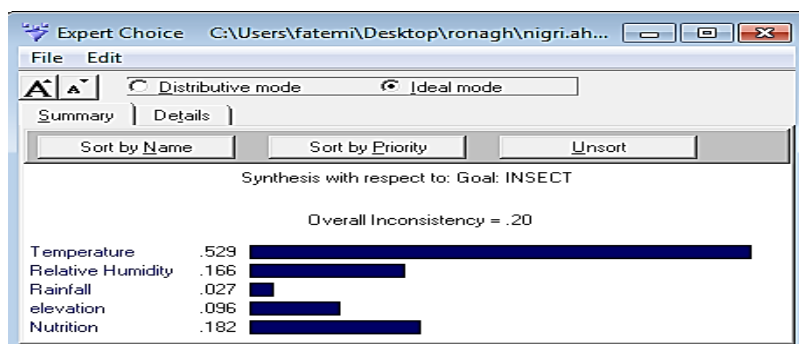 Expert Choice C:\Users\fatemi\Desktop\ronagh\nigri.ah...
File Edit
A A Distributive mode Ideal mode
Summary Details
Sort by Name Sort by Priority Unsort
Synthesis with respect to: Goal: INSECT
Overall Inconsistency = .20
Temperature .529
Relative Humidity .166
Rainfall .027
elevation .096
Nutrition .182